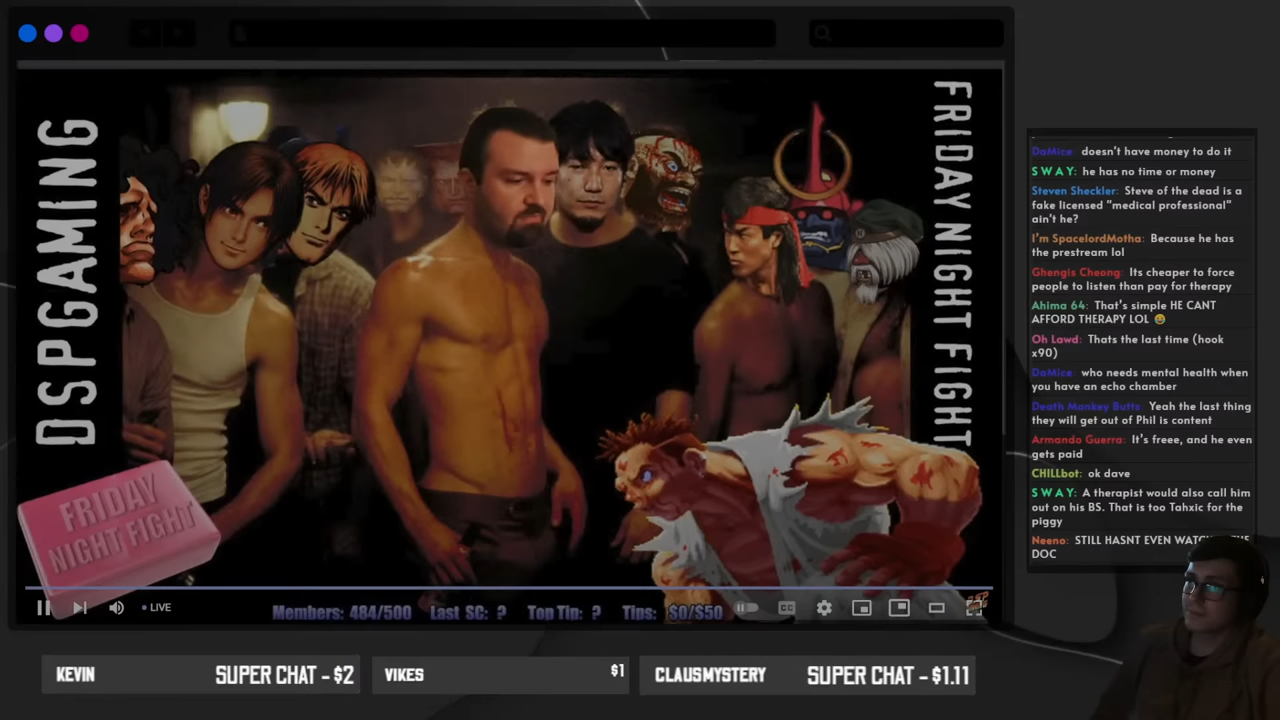 DSPGAMING
FRIDAY NIGHT FIGHT
FRIDAY
NIGHT FIGHT
LIVE
Members: 484/500 Last SC: ? Top Tip: ? Tips: $0/$50
CC
DaMice: doesn't have money to do it
S W A Y: he has no time or money
Steven Sheckler: Steve of the dead is a
fake licensed "medical professional"
ain't he?
I'm SpacelordMotha: Because he has
the prestream lol
Ghengis Cheong: Its cheaper to force
people to listen than pay for therapy
Ahima 64: That's simple HE CANT
AFFORD THERAPY LOL 😆
Oh Lawd: Thats the last time (hook
x90)
DaMice: who needs mental health when
you have an echo chamber
Death Mankey Butts: Yeah the last thing
they will get out of Phil is content
Armando Guerra: It's freee, and he even
gets paid
CHILLbot: ok dave
S W A Y: A therapist would also call him
out on his BS. That is too Tahxic for the
piggy
Neeno: STILL HASNT EVEN
DOC
KEVIN SUPER CHAT - $2
VIKES $1
CLAUSMYSTERY SUPER CHAT - $1.11